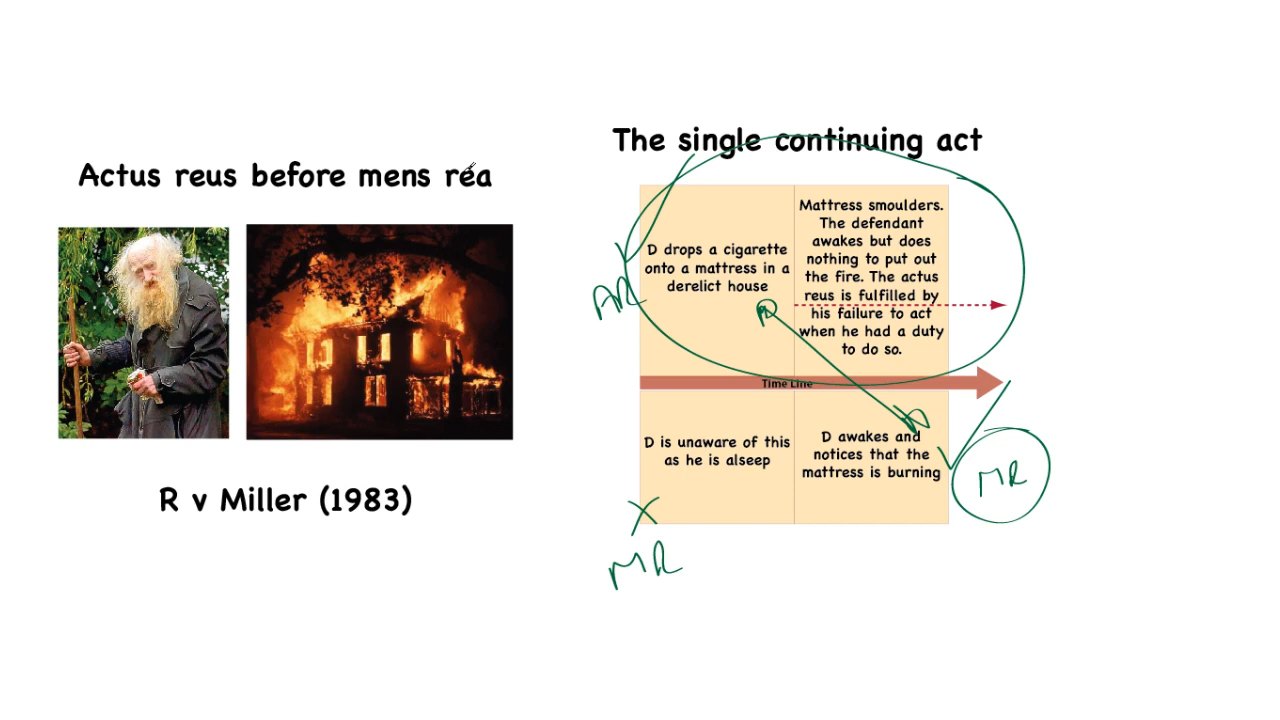 Actus reus before mens rea
R v Miller (1983)
The single continuing act
D drops a cigarette
onto a mattress in a
derelict house
Mattress smoulders.
The defendant
awakes but does
nothing to put out
the fire. The actus
reus is fulfilled by
his failure to act
when he had a duty
to do so.
AR
Time Line
D is unaware of this
as he is alseep
D awakes and
notices that the
mattress is burning
MR
MR